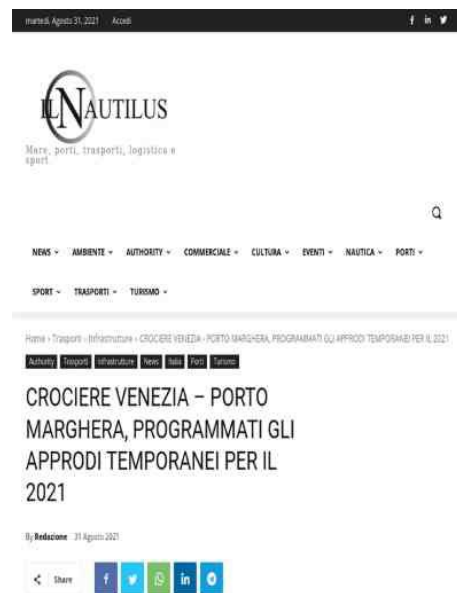 martedì, Agosto 31, 2021 Accedi
IL NAUTILUS
Mare, porti, trasporti, logistica e
sport
NEWS AMBIENTE AUTHORITY COMMERCIALE CULTURA EVENTI NAUTICA PORTI
SPORT TRASPORTI TURISMO
Home › Trasporti › Infrastrutture › CROCIERE VENEZIA – PORTO MARGHERA, PROGRAMMATI GLI APPRODI TEMPORANEI PER IL 2021
Authority Trasporti Infrastrutture News Italia Porti Turismo
CROCIERE VENEZIA – PORTO
MARGHERA, PROGRAMMATI GLI
APPRODI TEMPORANEI PER IL
2021
By Redazione 31 Agosto 2021
Share